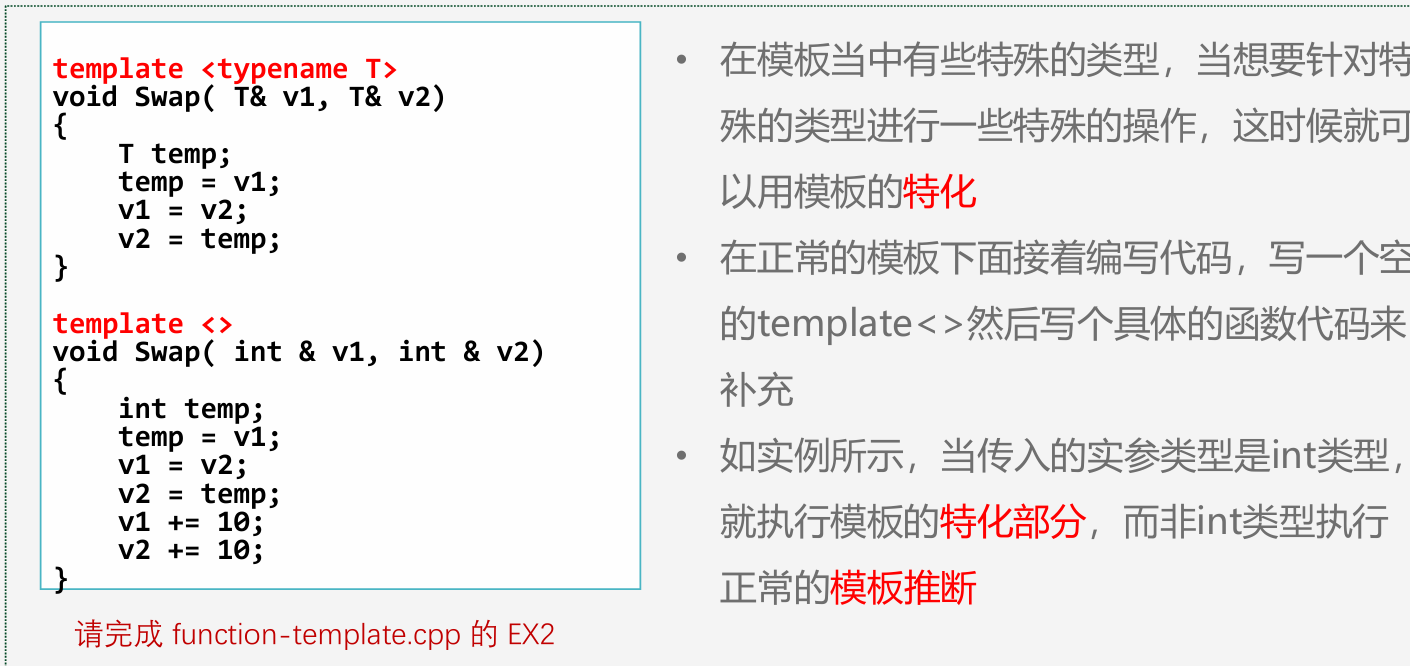 template <typename T>
void Swap( T& v1, T& v2)
{
    T temp;
    temp = v1;
    v1 = v2;
    v2 = temp;
}

template <>
void Swap( int & v1, int & v2)
{
    int temp;
    temp = v1;
    v1 = v2;
    v2 = temp;
    v1 += 10;
    v2 += 10;
}
请完成 function-template.cpp 的 EX2
• 在模板当中有些特殊的类型，当想要针对特
殊的类型进行一些特殊的操作，这时候就可
以用模板的特化
• 在正常的模板下面接着编写代码，写一个空
的template<>然后写个具体的函数代码来
补充
• 如实例所示，当传入的实参类型是int类型，
就执行模板的特化部分，而非int类型执行
正常的模板推断